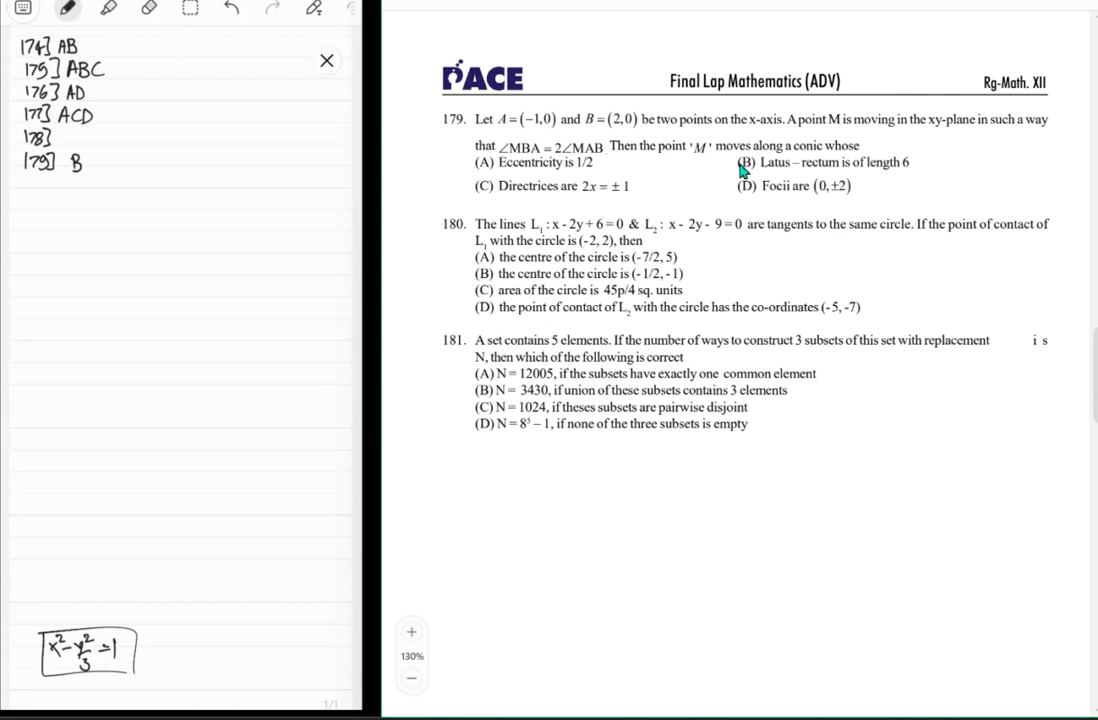 174} AB
175} ABC
176} AD
177} ACD
178}
179} B
x² - y²/3 = 1
1/1
PACE
Final Lap Mathematics (ADV)
Rg-Math. XII
179. Let A = (−1,0) and B = (2,0) be two points on the x-axis. A point M is moving in the xy-plane in such a way
that ∠MBA = 2∠MAB. Then the point 'M' moves along a conic whose
(A) Eccentricity is 1/2 (B) Latus – rectum is of length 6
(C) Directrices are 2x = ± 1 (D) Focii are (0,±2)
180. The lines L₁ : x - 2y + 6 = 0 & L₂ : x - 2y - 9 = 0 are tangents to the same circle. If the point of contact of
L₁ with the circle is (-2, 2), then
(A) the centre of the circle is (- 7/2, 5)
(B) the centre of the circle is (- 1/2, - 1)
(C) area of the circle is 45p/4 sq. units
(D) the point of contact of L₂ with the circle has the co-ordinates (-5, -7)
181. A set contains 5 elements. If the number of ways to construct 3 subsets of this set with replacement i s
N, then which of the following is correct
(A) N = 12005, if the subsets have exactly one common element
(B) N = 3430, if union of these subsets contains 3 elements
(C) N = 1024, if theses subsets are pairwise disjoint
(D) N = 8⁵ – 1, if none of the three subsets is empty
130%